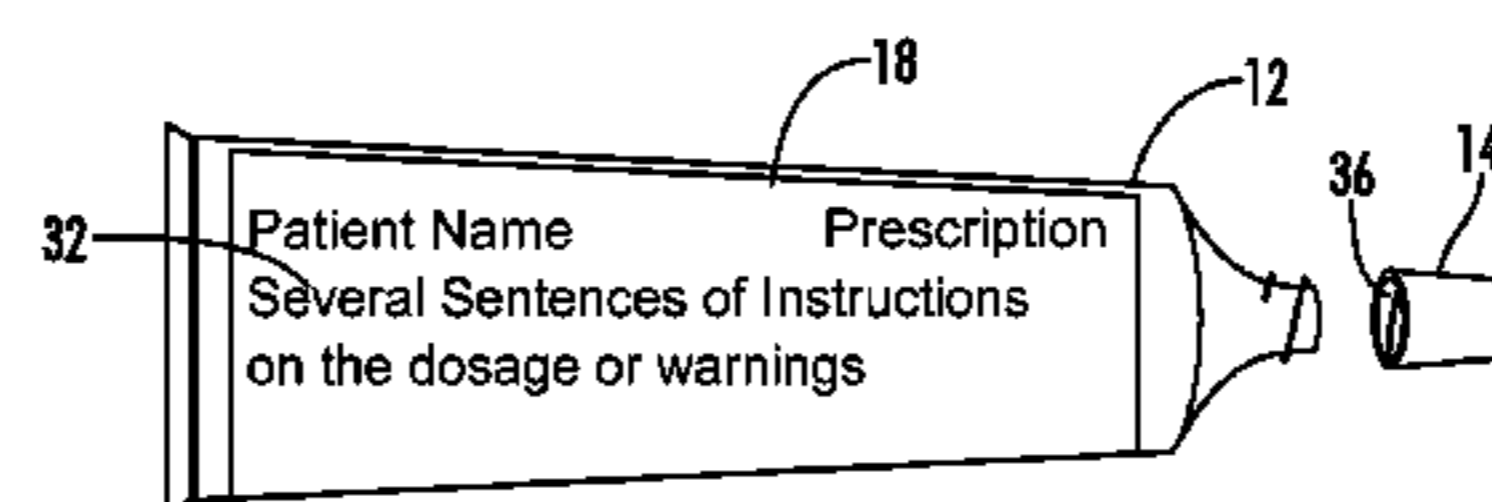 18
12
14
36
32
Patient Name Prescription
Several Sentences of Instructions
on the dosage or warnings